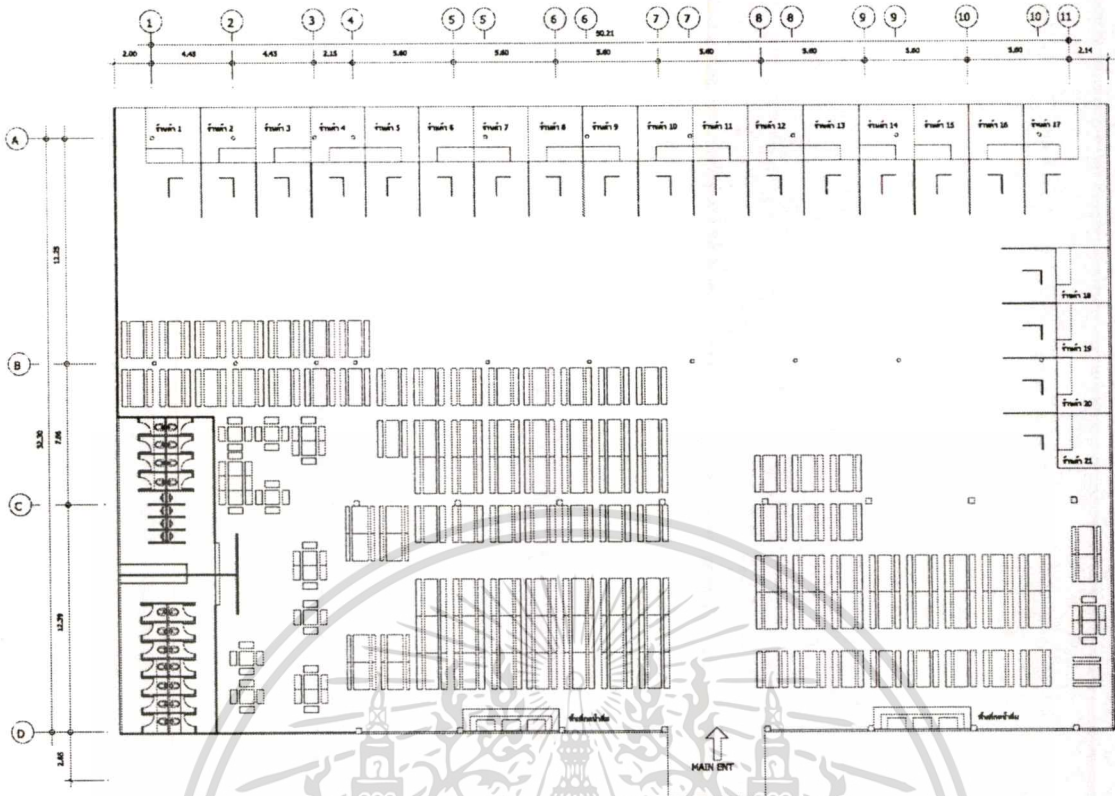 1 2 3 4 5 5 6 6 7 7 8 8 9 9 10 10 11
50.21
2.00 4.43 4.43 2.15 5.60 5.60 5.60 5.60 5.60 5.60 5.60 2.14
A
ร้านค้า 1 ร้านค้า 2 ร้านค้า 3 ร้านค้า 4 ร้านค้า 5 ร้านค้า 6 ร้านค้า 7 ร้านค้า 8 ร้านค้า 9 ร้านค้า 10 ร้านค้า 11 ร้านค้า 12 ร้านค้า 13 ร้านค้า 14 ร้านค้า 15 ร้านค้า 16 ร้านค้า 17
12.25
ร้านค้า 18
ร้านค้า 19
B
ร้านค้า 20
ร้านค้า 21
32.30
7.86
C
12.39
D
2.65
MAIN ENT